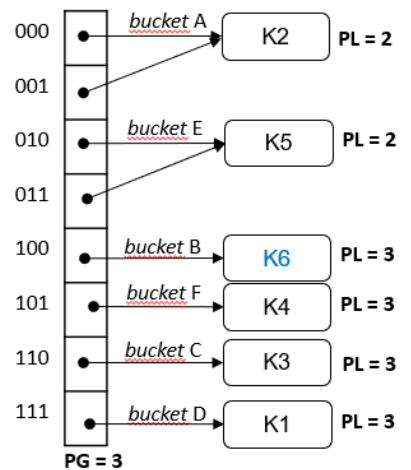 000 bucket A K2 PL = 2
001
010 bucket E K5 PL = 2
011
100 bucket B K6 PL = 3
101 bucket F K4 PL = 3
110 bucket C K3 PL = 3
111 bucket D K1 PL = 3
PG = 3